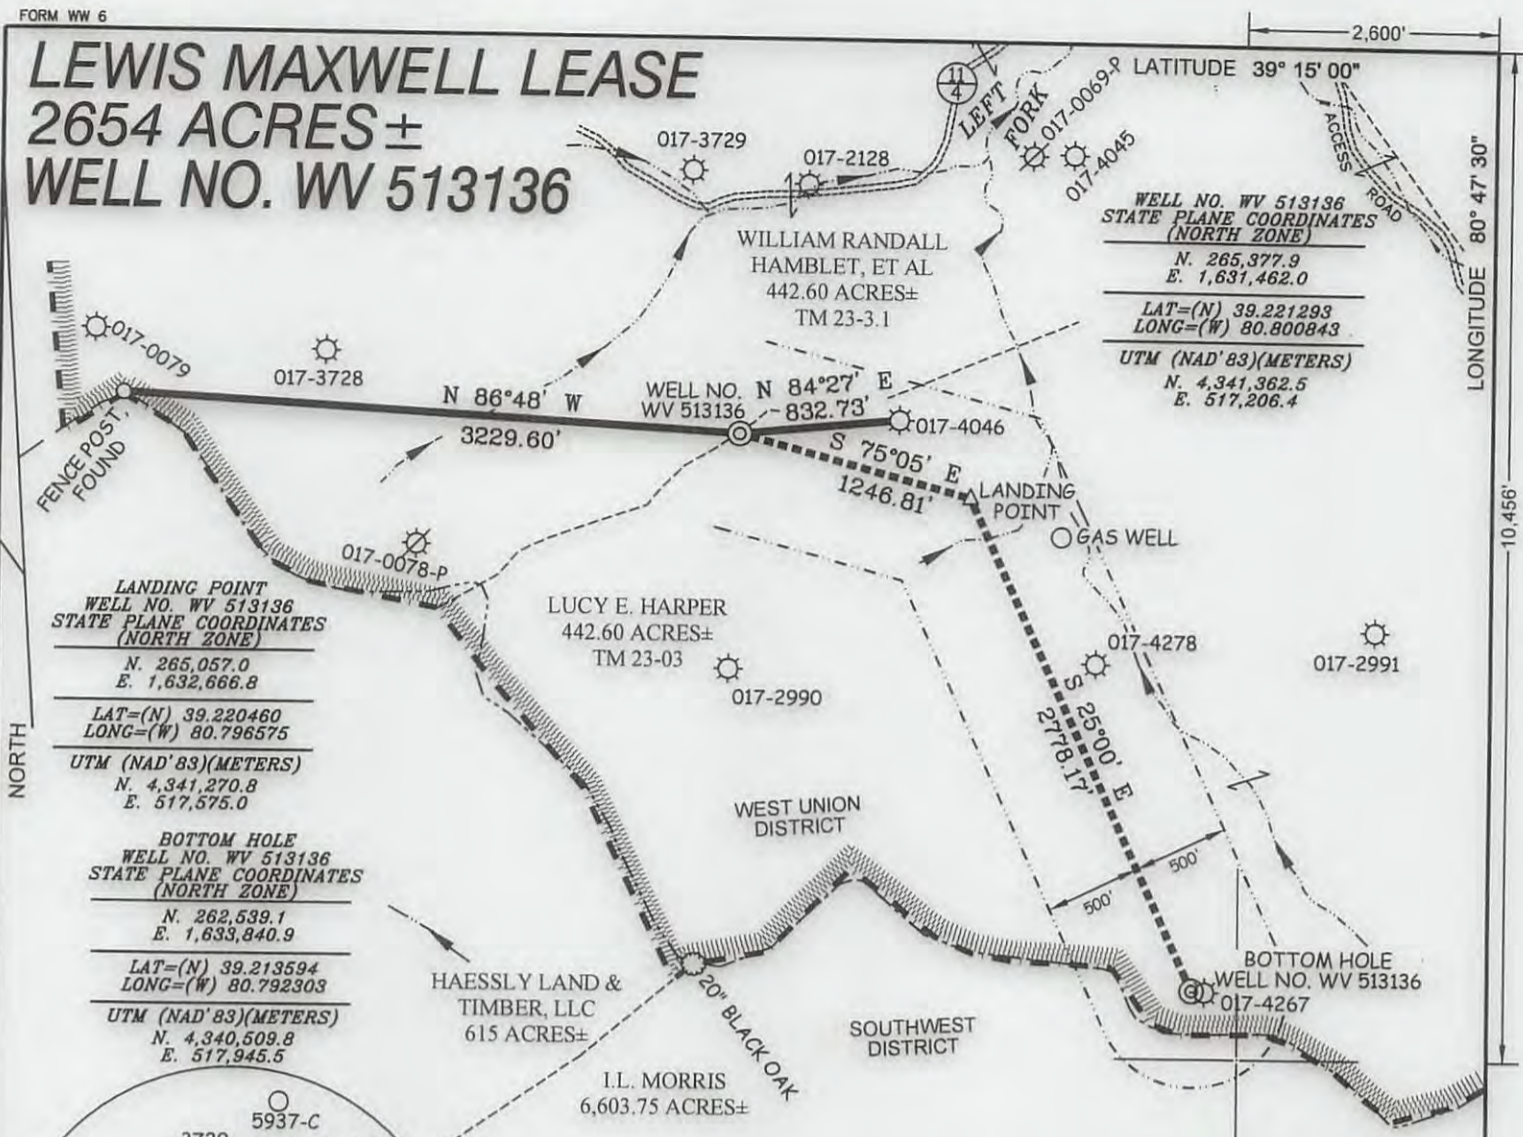 FORM WW 6
LEWIS MAXWELL LEASE
2654 ACRES±
WELL NO. WV 513136
2,600'
LATITUDE 39° 15' 00"
LONGITUDE 80° 47' 30"
10,456'
11
4
LEFT
FORK
017-0069-P
017-4045
017-3729
017-2128
ACCESS
ROAD
WELL NO. WV 513136
STATE PLANE COORDINATES
(NORTH ZONE)
N. 265,377.9
E. 1,631,462.0
LAT=(N) 39.221293
LONG=(W) 80.800843
UTM (NAD'83)(METERS)
N. 4,341,362.5
E. 517,206.4
WILLIAM RANDALL
HAMBLET, ET AL
442.60 ACRES±
TM 23-3.1
017-0079
017-3728
N 86°48' W
3229.60'
WELL NO.
WV 513136
N 84°27' E
832.73'
017-4046
S 75°05' E
1246.81'
LANDING
POINT
GAS WELL
FENCE POST,
FOUND
017-0078-P
LANDING POINT
WELL NO. WV 513136
STATE PLANE COORDINATES
(NORTH ZONE)
N. 265,057.0
E. 1,632,666.8
LAT=(N) 39.220460
LONG=(W) 80.796575
UTM (NAD'83)(METERS)
N. 4,341,270.8
E. 517,575.0
NORTH
LUCY E. HARPER
442.60 ACRES±
TM 23-03
017-2990
017-4278
017-2991
S 25°00' E
2778.17'
WEST UNION
DISTRICT
500'
500'
BOTTOM HOLE
WELL NO. WV 513136
STATE PLANE COORDINATES
(NORTH ZONE)
N. 262,539.1
E. 1,633,840.9
LAT=(N) 39.213594
LONG=(W) 80.792303
UTM (NAD'83)(METERS)
N. 4,340,509.8
E. 517,945.5
HAESSLY LAND &
TIMBER, LLC
615 ACRES±
20" BLACK OAK
SOUTHWEST
DISTRICT
BOTTOM HOLE
WELL NO. WV 513136
017-4267
I.L. MORRIS
6,603.75 ACRES±
5937-C